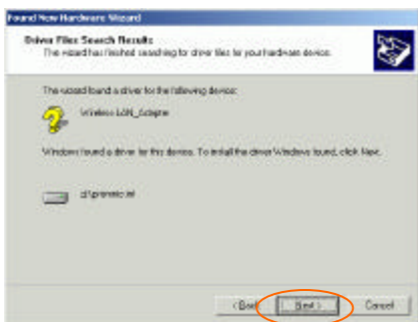 Found New Hardware Wizard
Driver Files Search Results
The wizard has finished searching for driver files for your hardware device.
The wizard found a driver for the following device:
Wireless LAN_Adapter
Windows found a driver for this device. To install the driver Windows found, click Next.
< Back
Next >
Cancel